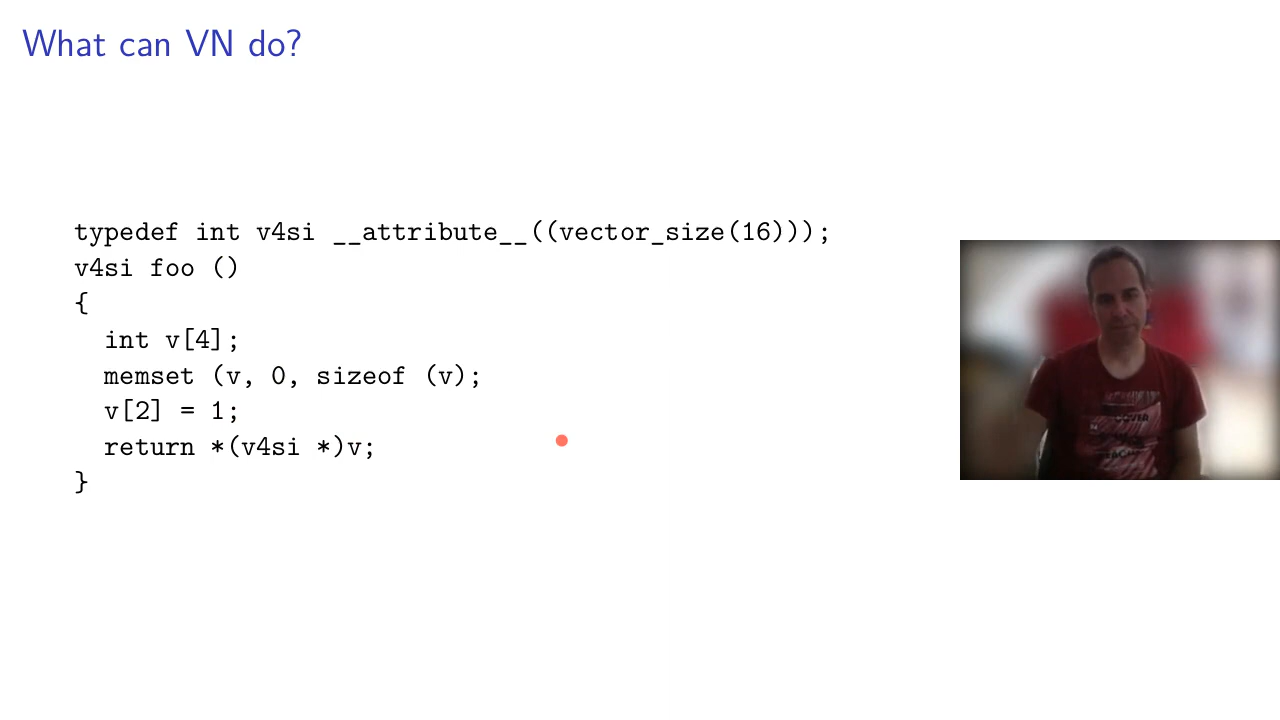 What can VN do?
typedef int v4si __attribute__((vector_size(16)));
v4si foo ()
{
  int v[4];
  memset (v, 0, sizeof (v);
  v[2] = 1;
  return *(v4si *)v;
}